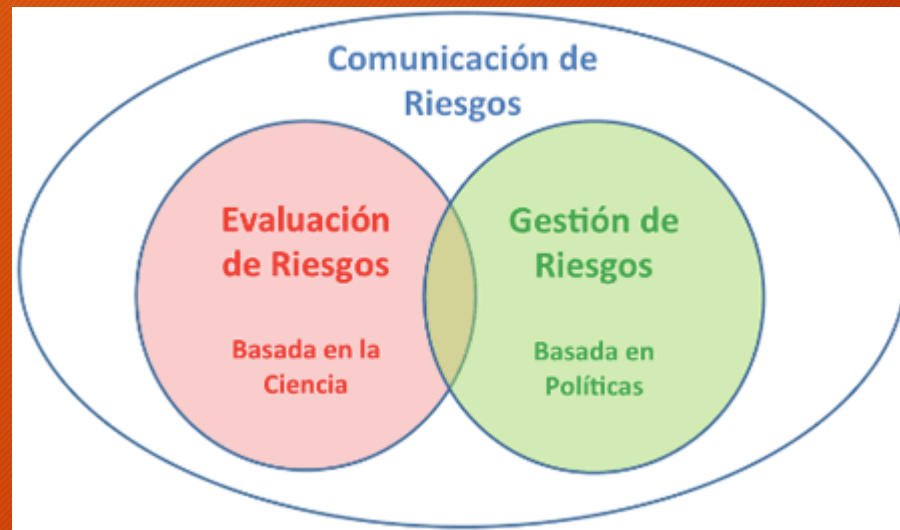 Comunicación de
Riesgos
Evaluación
de Riesgos
Basada en la
Ciencia
Gestión de
Riesgos
Basada en
Políticas